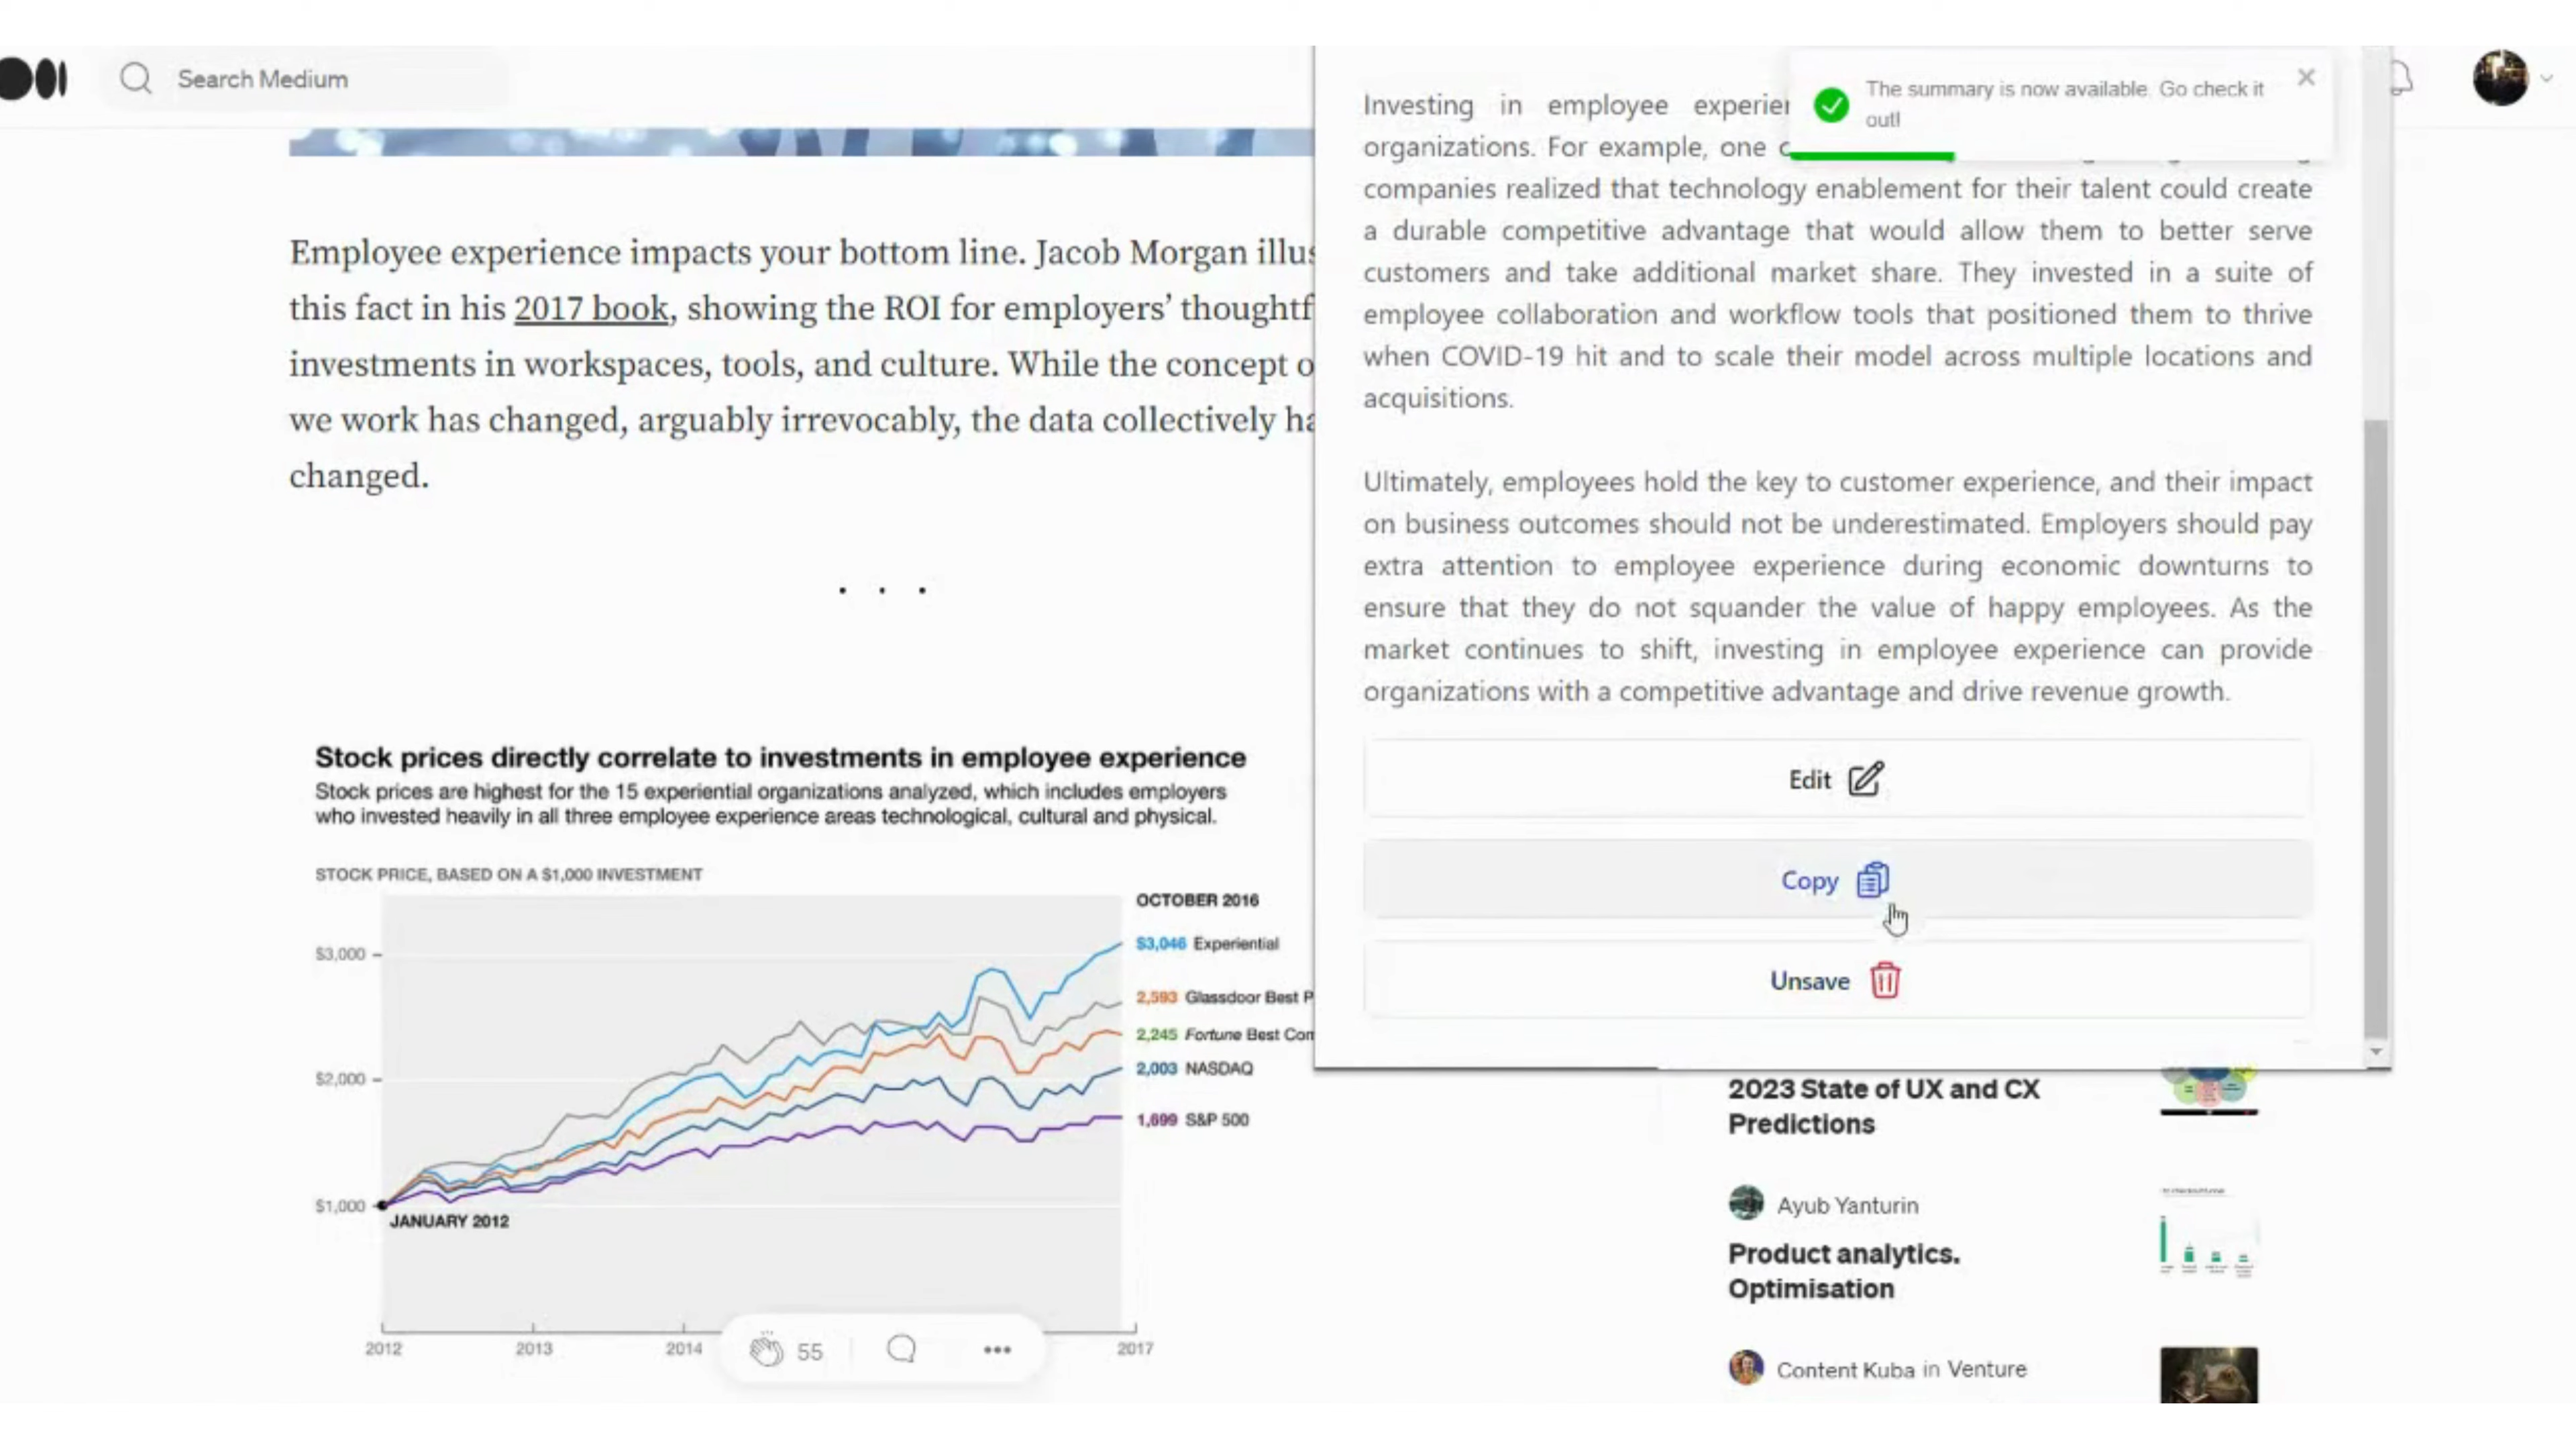 Search Medium
Employee experience impacts your bottom line. Jacob Morgan
this fact in his 2017 book, showing the ROI for employers'
investments in workspaces, tools, and culture. While the concept
we work has changed, arguably irrevocably, the data collectively
changed.
. . .
Stock prices directly correlate to investments in employee experience
Stock prices are highest for the 15 experiential organizations analyzed, which includes employers
who invested heavily in all three employee experience areas technological, cultural and physical.
STOCK PRICE, BASED ON A $1,000 INVESTMENT
OCTOBER 2016
$3,000
$2,000
$1,000
$3,046 Experiential
2,593 Glassdoor Best
2,245 Fortune Best
2,003 NASDAQ
1,699 S&P 500
JANUARY 2012
2012
2013
2014
2017
55
The summary is now available. Go check it
out!
Investing in employee
organizations. For example, one
companies realized that technology enablement for their talent could create
a durable competitive advantage that would allow them to better serve
customers and take additional market share. They invested in a suite of
employee collaboration and workflow tools that positioned them to thrive
when COVID-19 hit and to scale their model across multiple locations and
acquisitions.
Ultimately, employees hold the key to customer experience, and their impact
on business outcomes should not be underestimated. Employers should pay
extra attention to employee experience during economic downturns to
ensure that they do not squander the value of happy employees. As the
market continues to shift, investing in employee experience can provide
organizations with a competitive advantage and drive revenue growth.
Edit
Copy
Unsave
2023 State of UX and CX
Predictions
Ayub Yanturin
Product analytics.
Optimisation
Content Kuba in Venture